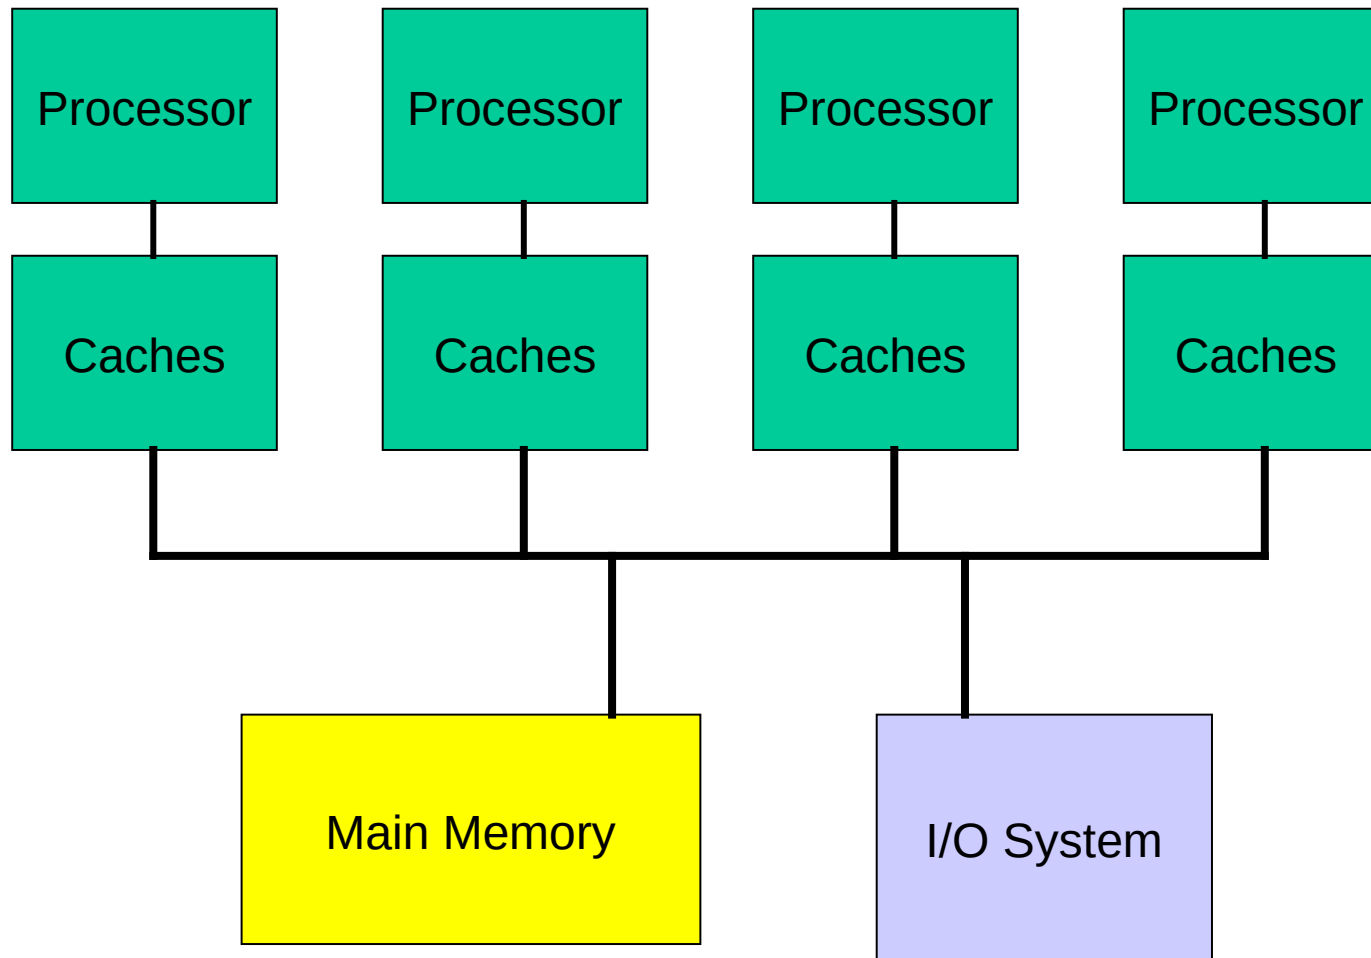 Processor
Processor
Processor
Processor
Caches
Caches
Caches
Caches
Main Memory
I/O System